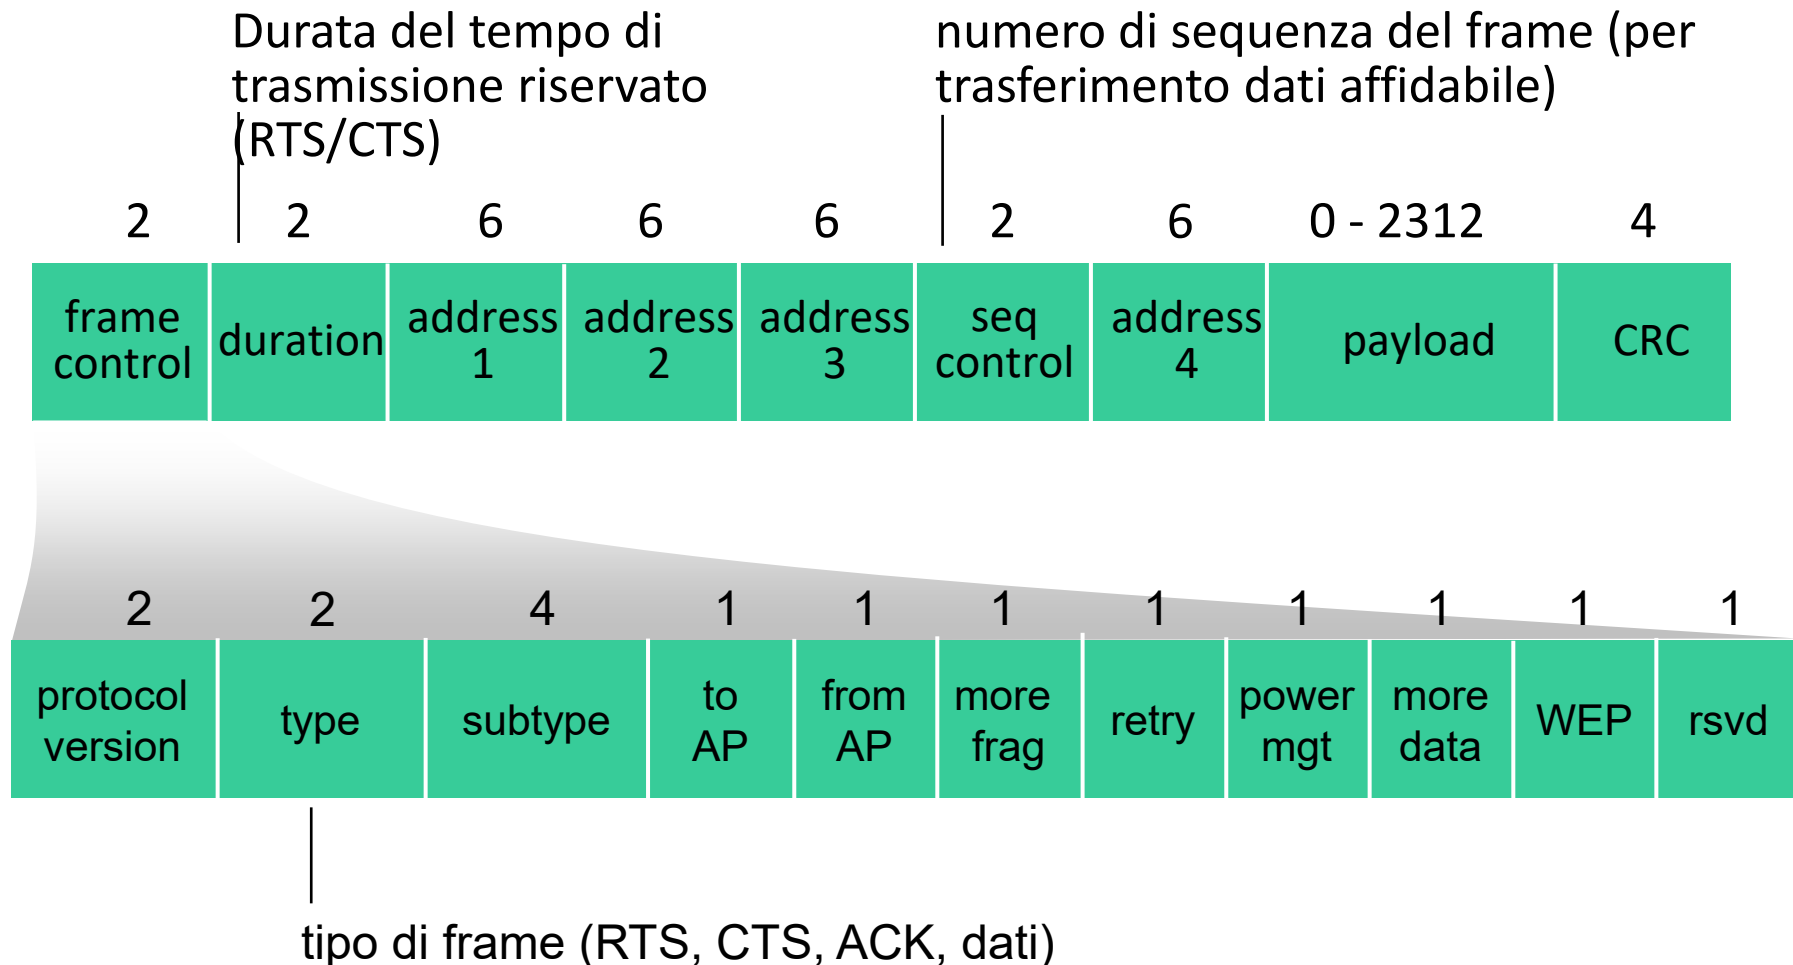 Durata del tempo di
trasmissione riservato
(RTS/CTS)
numero di sequenza del frame (per
trasferimento dati affidabile)
2 2 6 6 6 2 6 0 - 2312 4
frame
control
duration
address
1
address
2
address
3
seq
control
address
4
payload
CRC
2 2 4 1 1 1 1 1 1 1 1
protocol
version
type
subtype
to
AP
from
AP
more
frag
retry
power
mgt
more
data
WEP
rsvd
tipo di frame (RTS, CTS, ACK, dati)